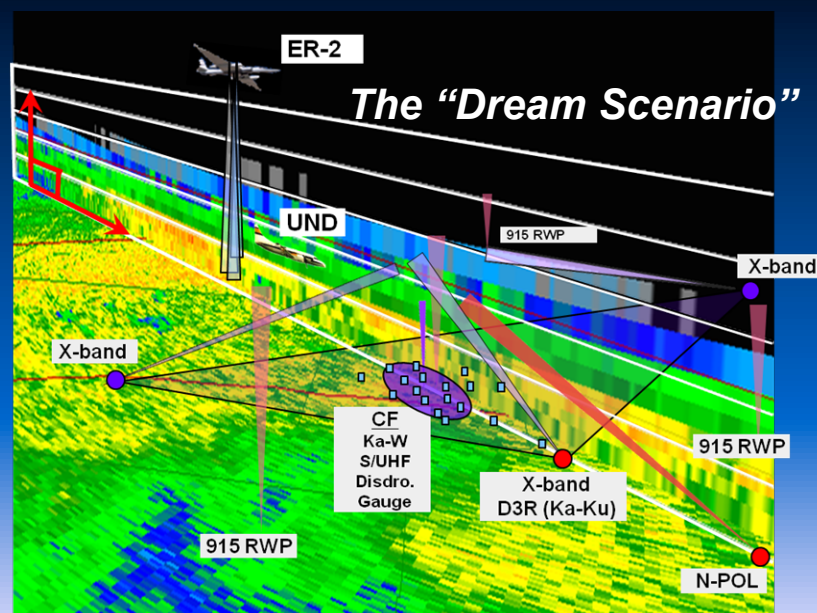 ER-2
The “Dream Scenario”
UND
915 RWP
X-band
X-band
CF
Ka-W
S/UHF
Disdro.
Gauge
915 RWP
X-band
D3R (Ka-Ku)
915 RWP
N-POL